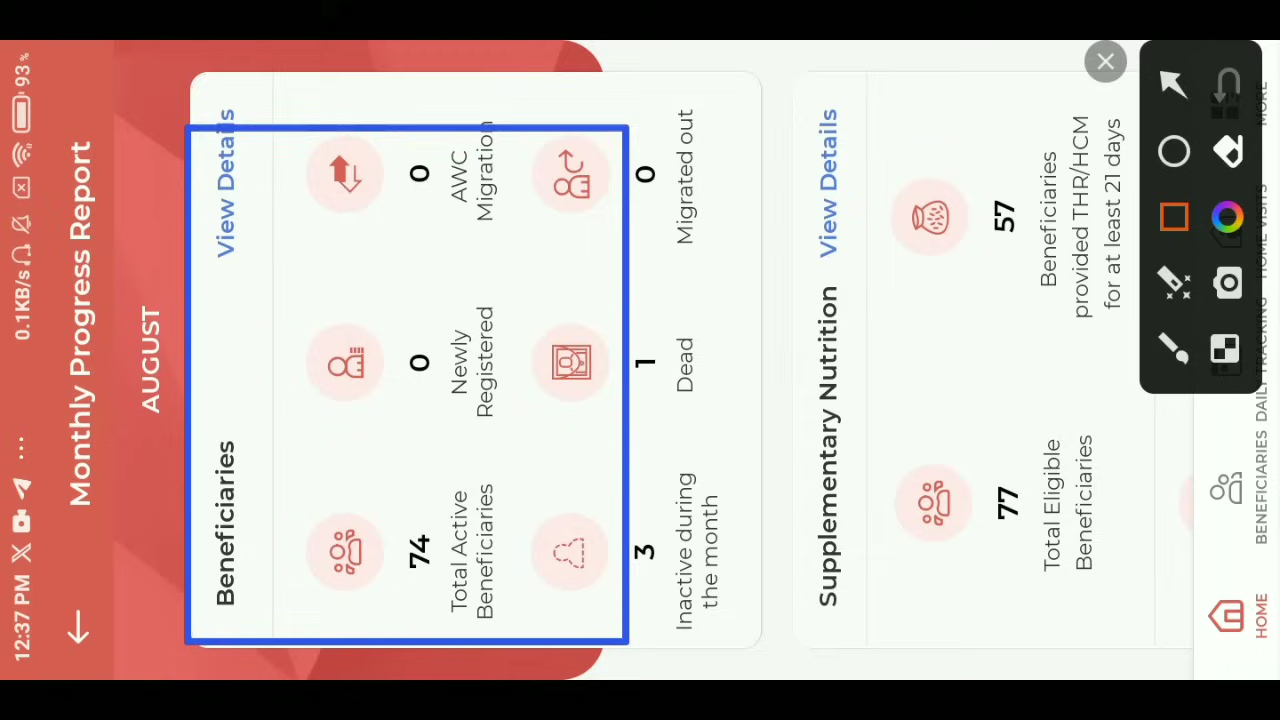 12:37 PM X ... 0.1KB/s 93%
Monthly Progress Report
AUGUST
Beneficiaries View Details
74 0 0
Total Active Newly AWC
Beneficiaries Registered Migration
3 1 0
Inactive during Dead Migrated out
the month
Supplementary Nutrition View Details
77 57
Total Eligible Beneficiaries
Beneficiaries provided THR/HCM
for at least 21 days
HOME BENEFICIARIES DAILY TRACKING HOME VISITS MORE